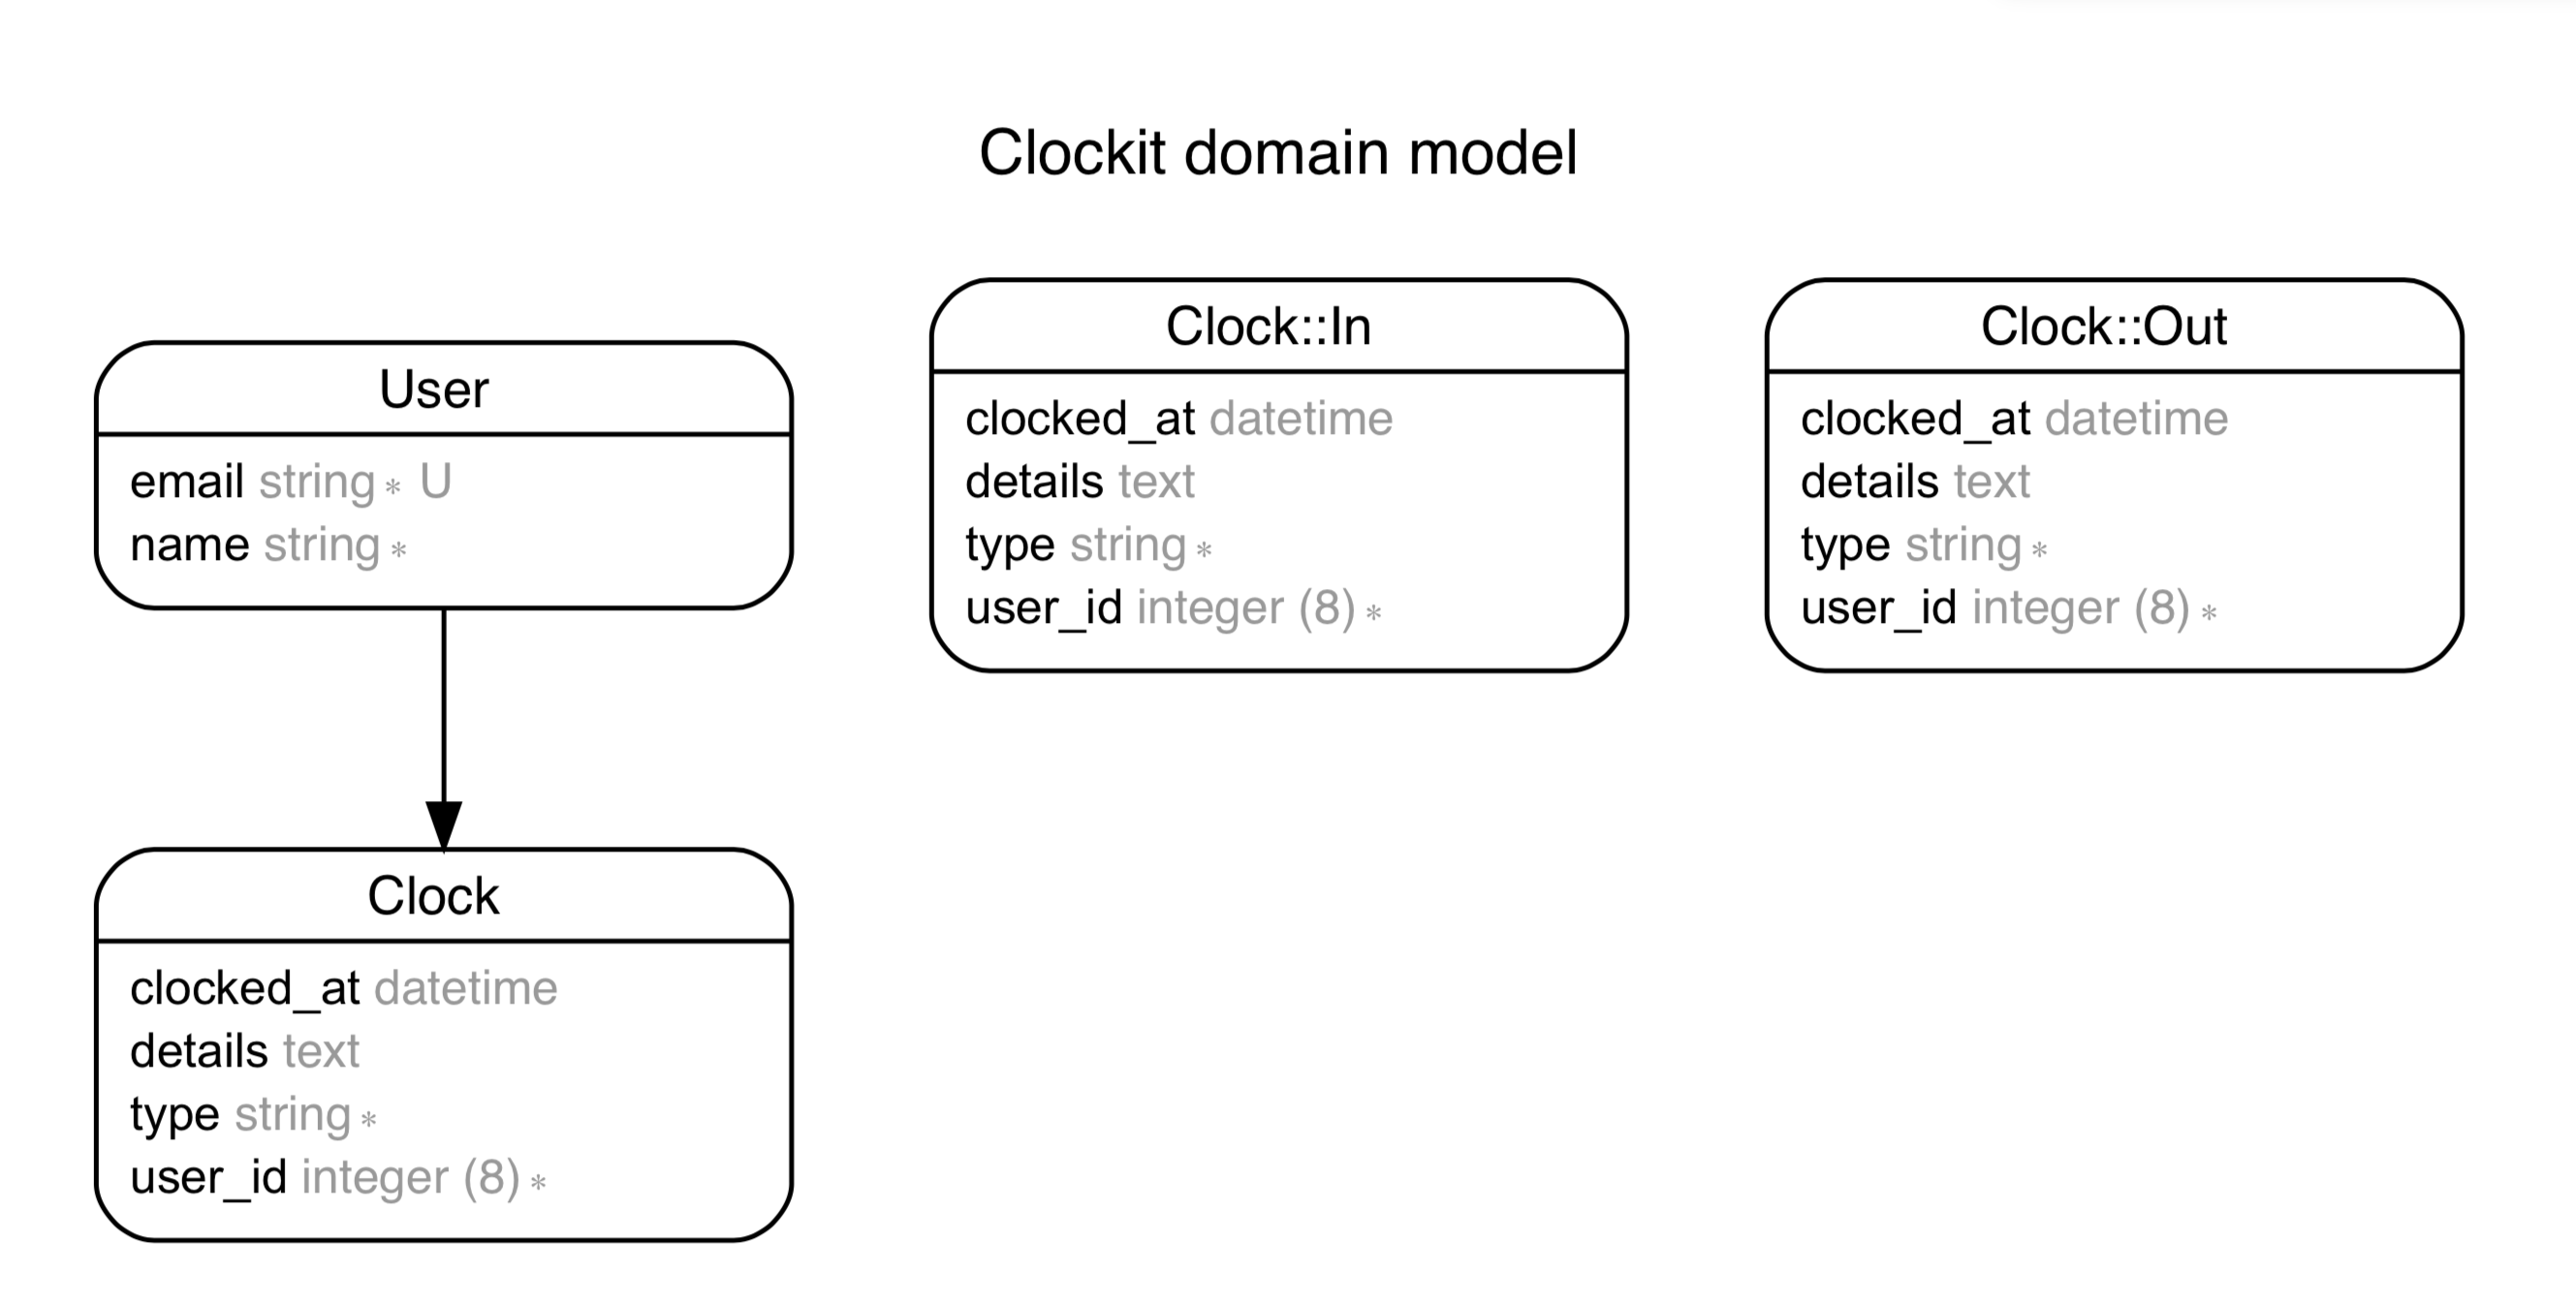 Clockit domain model
User
email string * U
name string *
Clock::In
clocked_at datetime
details text
type string *
user_id integer (8) *
Clock::Out
clocked_at datetime
details text
type string *
user_id integer (8) *
Clock
clocked_at datetime
details text
type string *
user_id integer (8) *